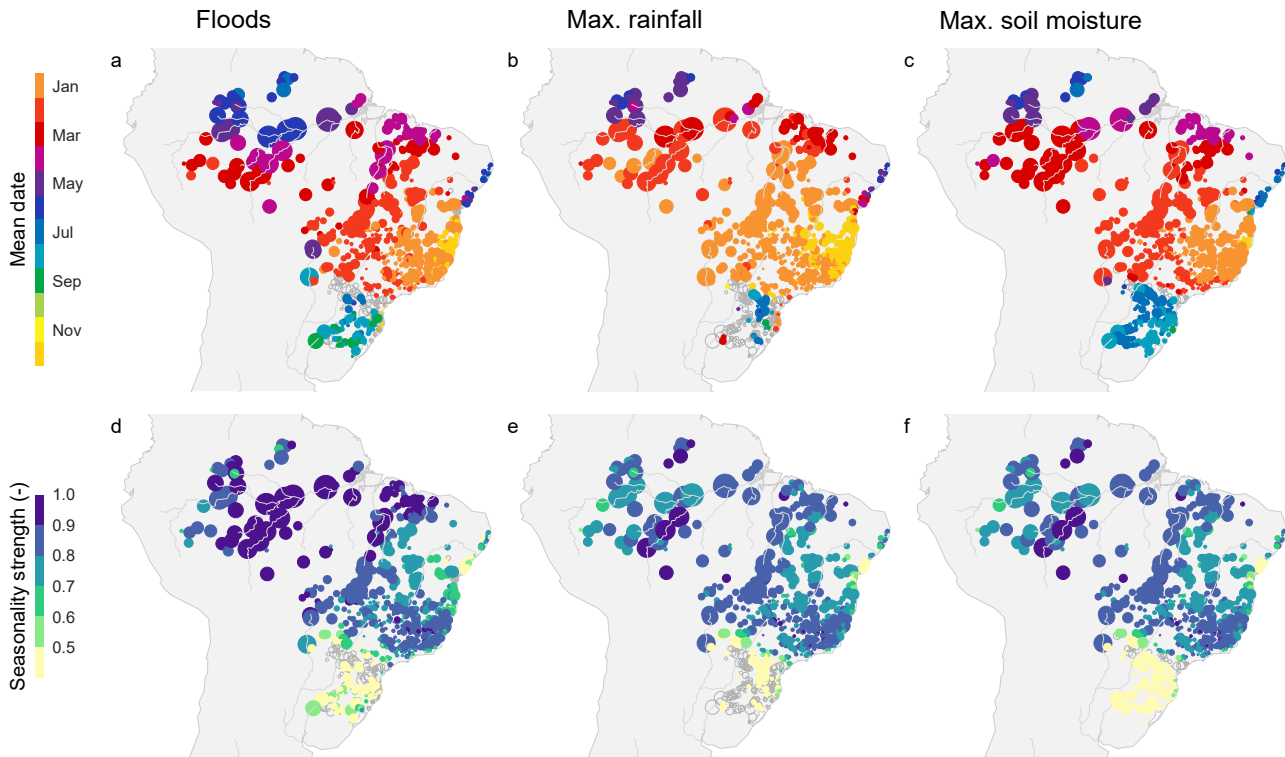 Floods
Max. rainfall
Max. soil moisture
a
b
c
Mean date
Jan
Mar
May
Jul
Sep
Nov
d
e
f
Seasonality strength (-)
1.0
0.9
0.8
0.7
0.6
0.5